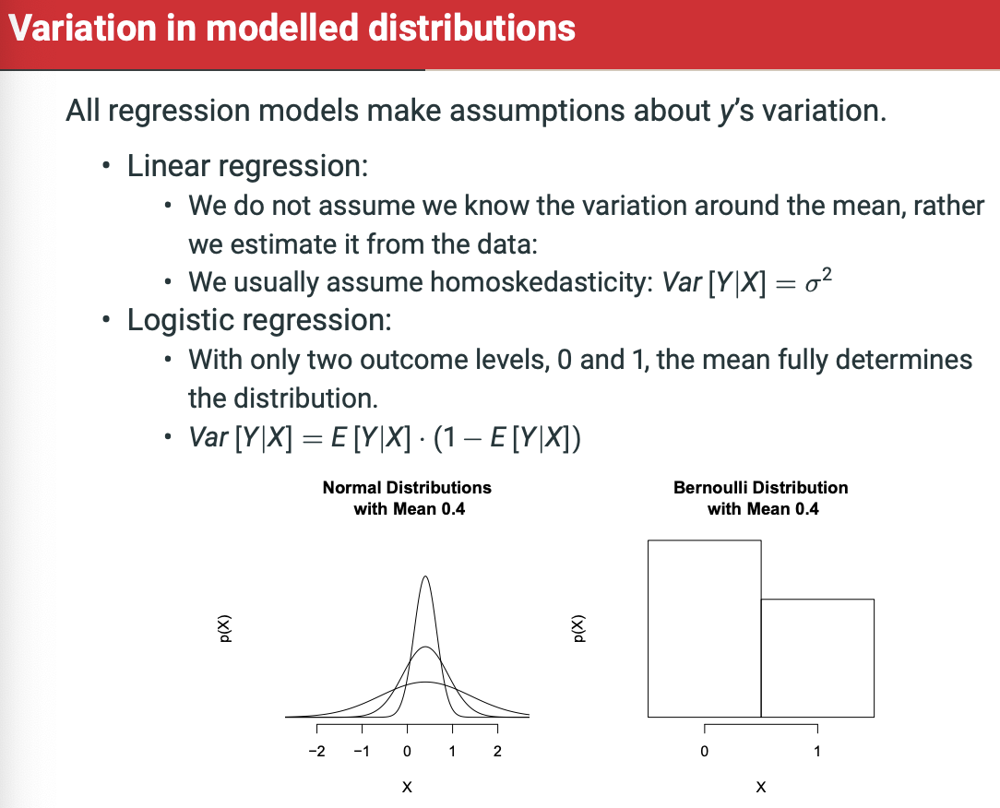 Variation in modelled distributions
All regression models make assumptions about y's variation.
• Linear regression:
• We do not assume we know the variation around the mean, rather
we estimate it from the data:
• We usually assume homoskedasticity: Var [Y|X] = σ²
• Logistic regression:
• With only two outcome levels, 0 and 1, the mean fully determines
the distribution.
• Var [Y|X] = E [Y|X] · (1 – E [Y|X])
Normal Distributions
with Mean 0.4
p(X)
−2 −1 0 1 2
X
Bernoulli Distribution
with Mean 0.4
p(X)
0 1
X